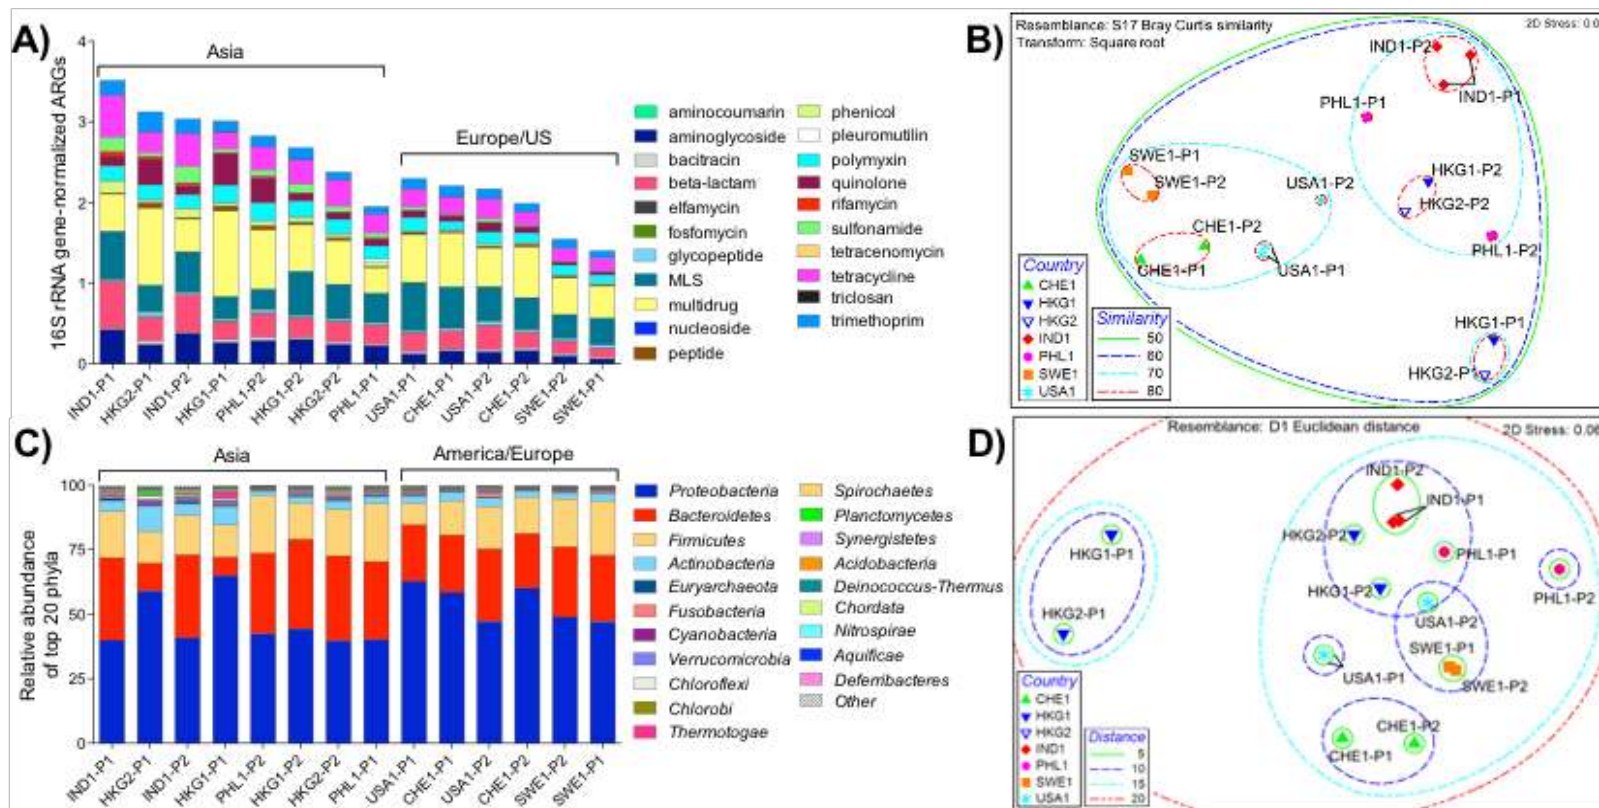 A)
16S rRNA gene-normalized ARGs
4
3
2
1
0
Asia
Europe/US
IND1-P1
HKG2-P1
IND1-P2
HKG1-P1
PHL1-P2
HKG1-P2
HKG2-P2
PHL1-P1
USA1-P1
CHE1-P1
USA1-P2
CHE1-P2
SWE1-P2
SWE1-P1
aminocoumarin
aminoglycoside
bacitracin
beta-lactam
elfamycin
fosfomycin
glycopeptide
MLS
multidrug
nucleoside
peptide
phenicol
pleuromutilin
polymyxin
quinolone
rifamycin
sulfonamide
tetracenomycin
tetracycline
triclosan
trimethoprim
B)
Resemblance: S17 Bray Curtis similarity
Transform: Square root
2D Stress: 0.0
IND1-P2
IND1-P1
PHL1-P1
SWE1-P1
SWE1-P2
USA1-P2
HKG1-P2
HKG2-P2
CHE1-P2
PHL1-P2
CHE1-P1
USA1-P1
HKG1-P1
HKG2-P1
Country
CHE1
HKG1
HKG2
IND1
PHL1
SWE1
USA1
Similarity
50
60
70
80
C)
Relative abundance
of top 20 phyla
100
75
50
25
0
Asia
America/Europe
IND1-P1
HKG2-P1
IND1-P2
HKG1-P1
PHL1-P2
HKG1-P2
HKG2-P2
PHL1-P1
USA1-P1
CHE1-P1
USA1-P2
CHE1-P2
SWE1-P2
SWE1-P1
Proteobacteria
Bacteroidetes
Firmicutes
Actinobacteria
Euryarchaeota
Fusobacteria
Cyanobacteria
Verrucomicrobia
Chloroflexi
Chlorobi
Thermotogae
Spirochaetes
Planctomycetes
Synergistetes
Acidobacteria
Deinococcus-Thermus
Chordata
Nitrospirae
Aquificae
Deferribacteres
Other
D)
Resemblance: D1 Euclidean distance
2D Stress: 0.06
IND1-P2
IND1-P1
HKG1-P1
HKG2-P2
PHL1-P1
HKG1-P2
PHL1-P2
HKG2-P1
USA1-P2
SWE1-P1
USA1-P1
SWE1-P2
CHE1-P2
CHE1-P1
Country
CHE1
HKG1
HKG2
IND1
PHL1
SWE1
USA1
Distance
5
10
15
20